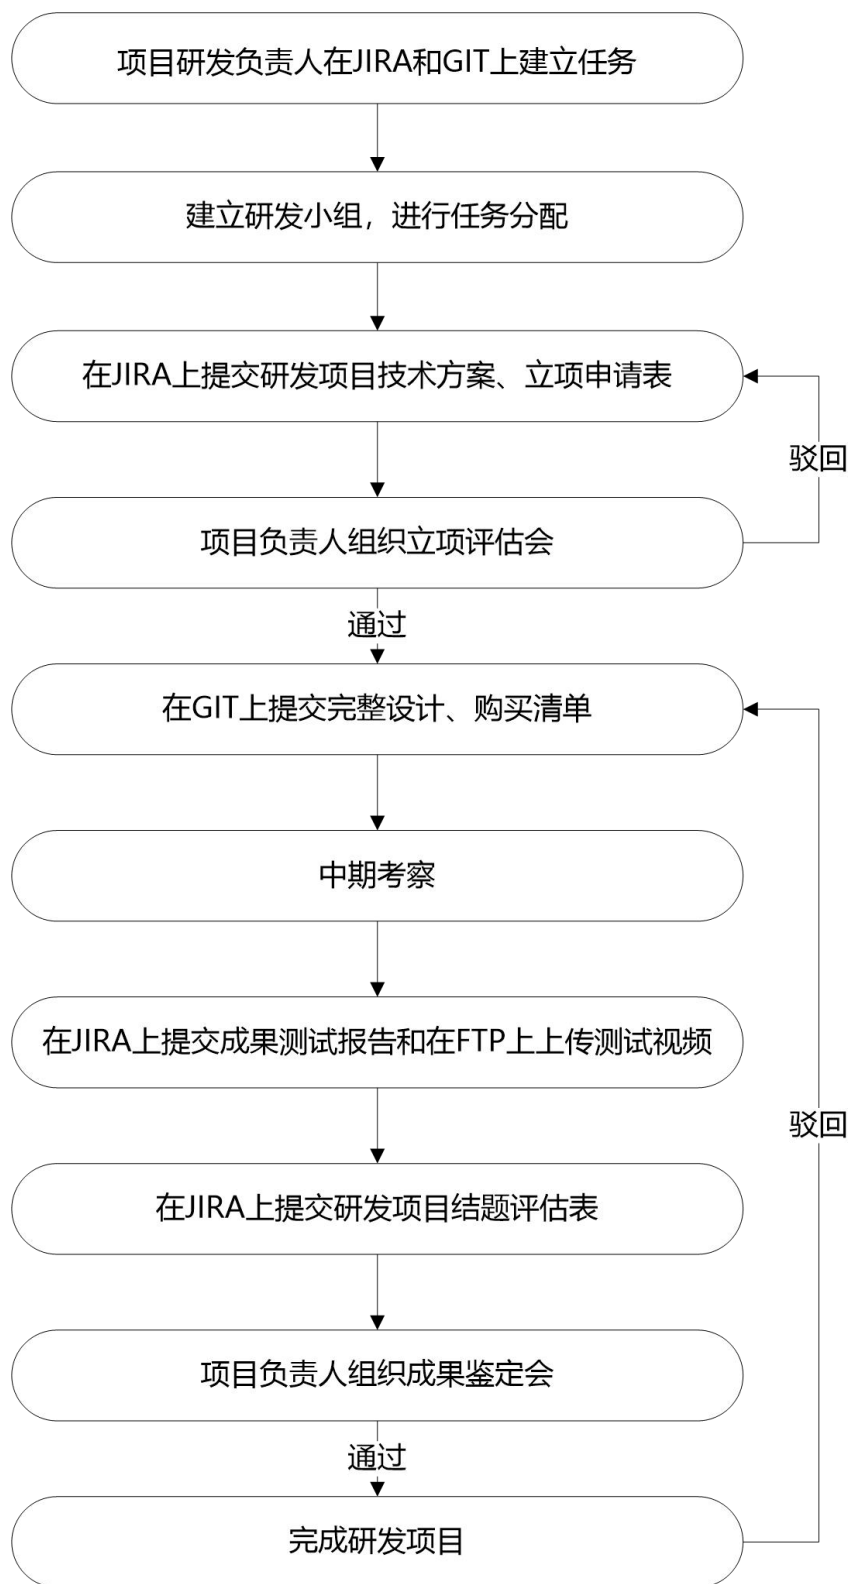 项目研发负责人在JIRA和GIT上建立任务
建立研发小组，进行任务分配
在JIRA上提交研发项目技术方案、立项申请表
驳回
项目负责人组织立项评估会
通过
在GIT上提交完整设计、购买清单
中期考察
在JIRA上提交成果测试报告和在FTP上上传测试视频
驳回
在JIRA上提交研发项目结题评估表
项目负责人组织成果鉴定会
通过
完成研发项目